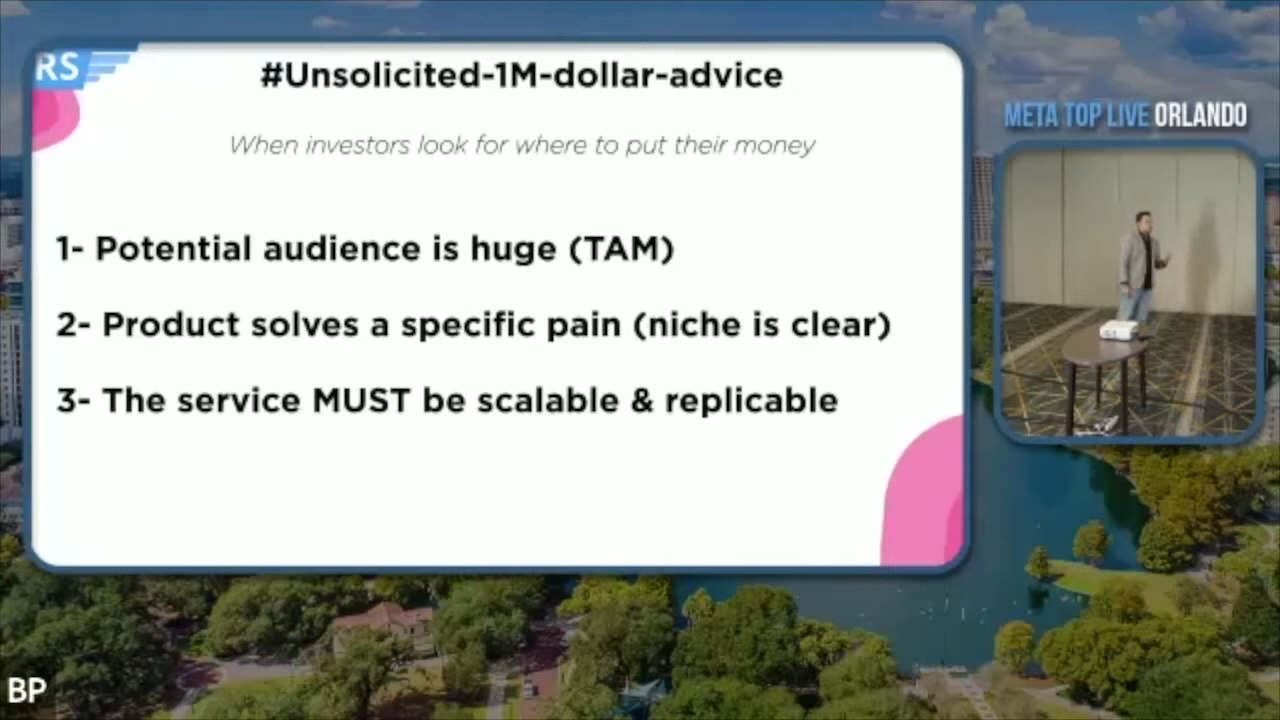 RS
#Unsolicited-1M-dollar-advice
When investors look for where to put their money
1- Potential audience is huge (TAM)
2- Product solves a specific pain (niche is clear)
3- The service MUST be scalable & replicable
META TOP LIVE ORLANDO
BP